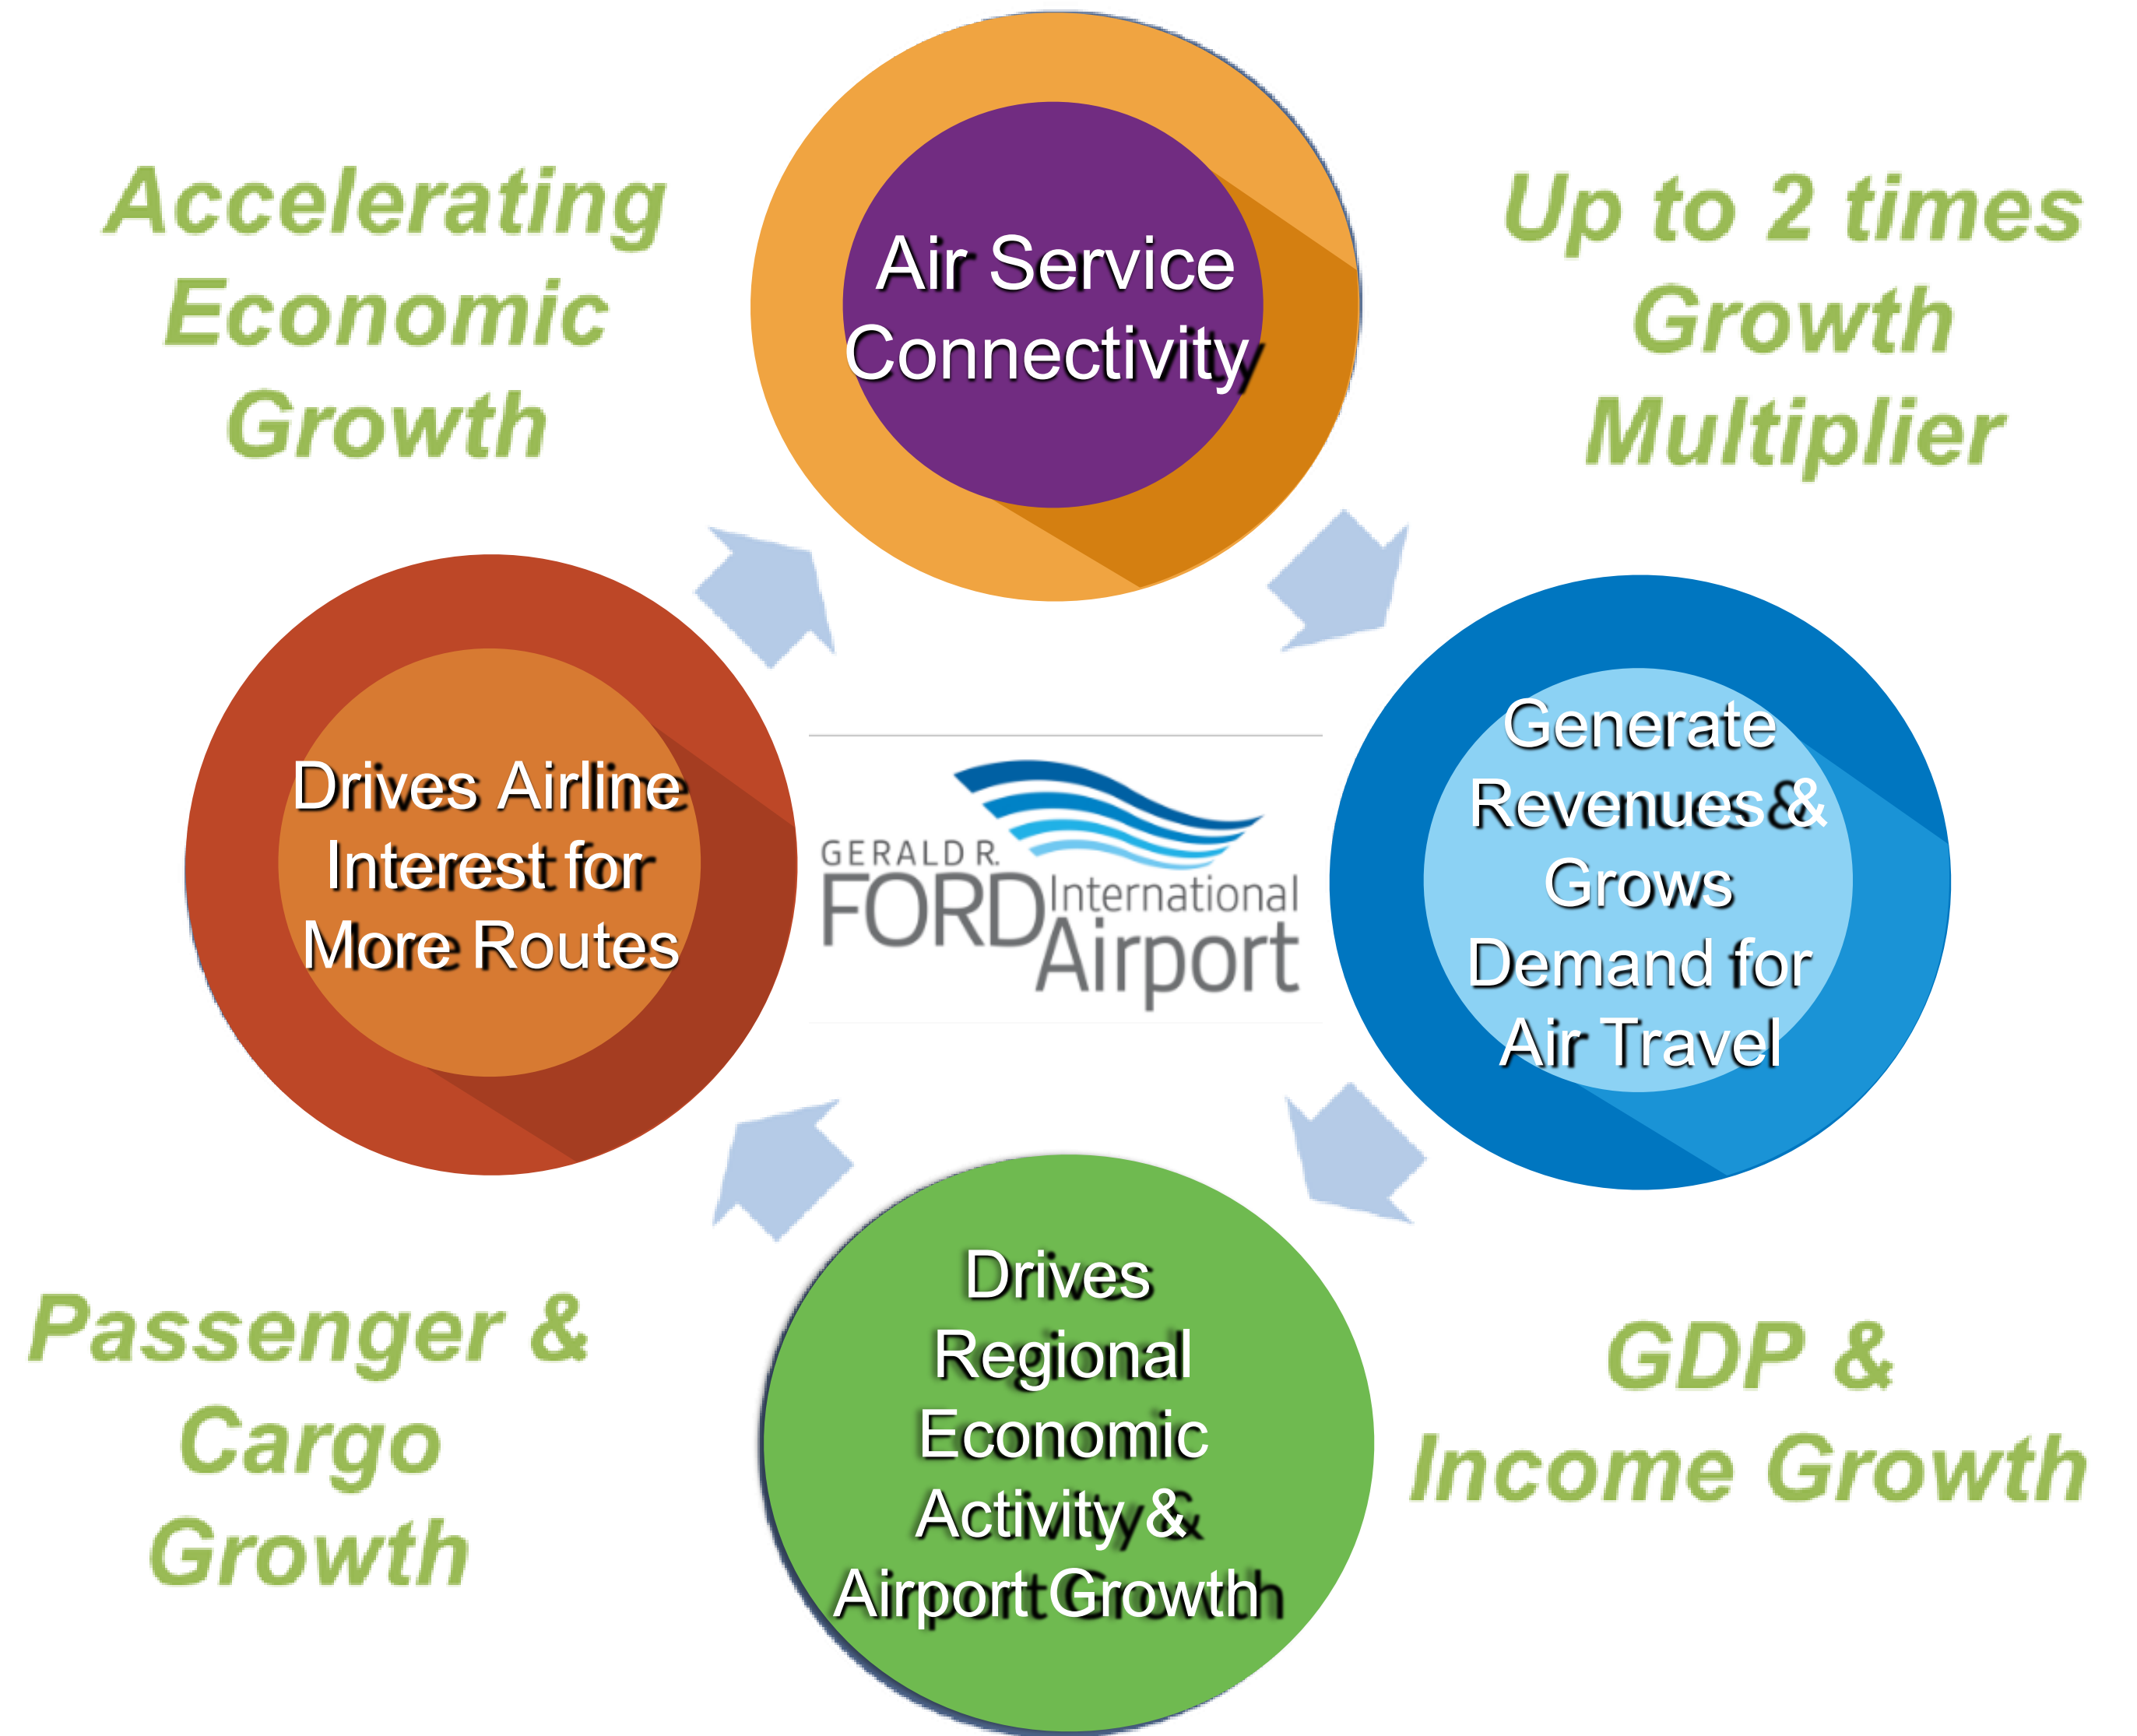 Accelerating
Economic
Growth
Air Service
Connectivity
Up to 2 times
Growth
Multiplier
Drives Airline
Interest for
More Routes
GERALD R.
FORD International
Airport
Generate
Revenues &
Grows
Demand for
Air Travel
Passenger &
Cargo
Growth
Drives
Regional
Economic
Activity &
Airport Growth
GDP &
Income Growth